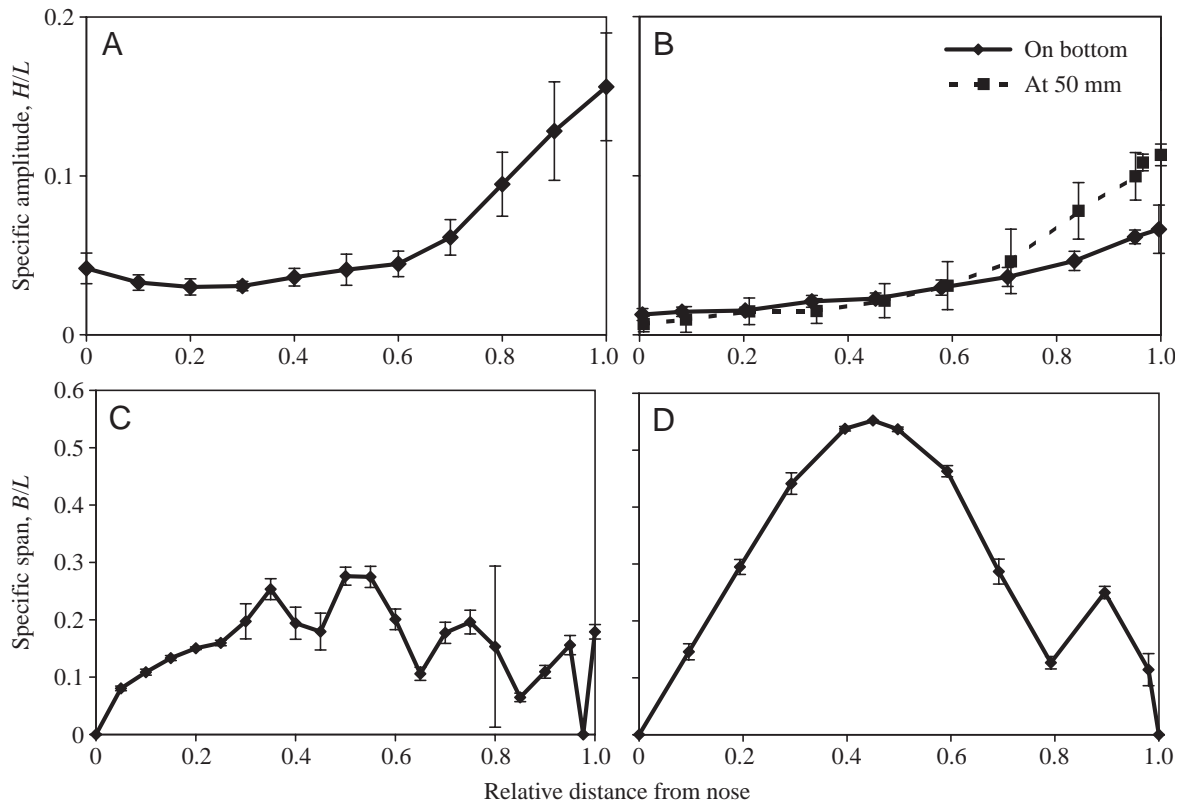 0.2
A
B
On bottom
At 50 mm
Specific amplitude, H/L
0.1
0
0 0.2 0.4 0.6 0.8 1.0
0 0.2 0.4 0.6 0.8 1.0
0.6
C
D
0.5
0.4
Specific span, B/L
0.3
0.2
0.1
0
0 0.2 0.4 0.6 0.8 1.0
0 0.2 0.4 0.6 0.8 1.0
Relative distance from nose